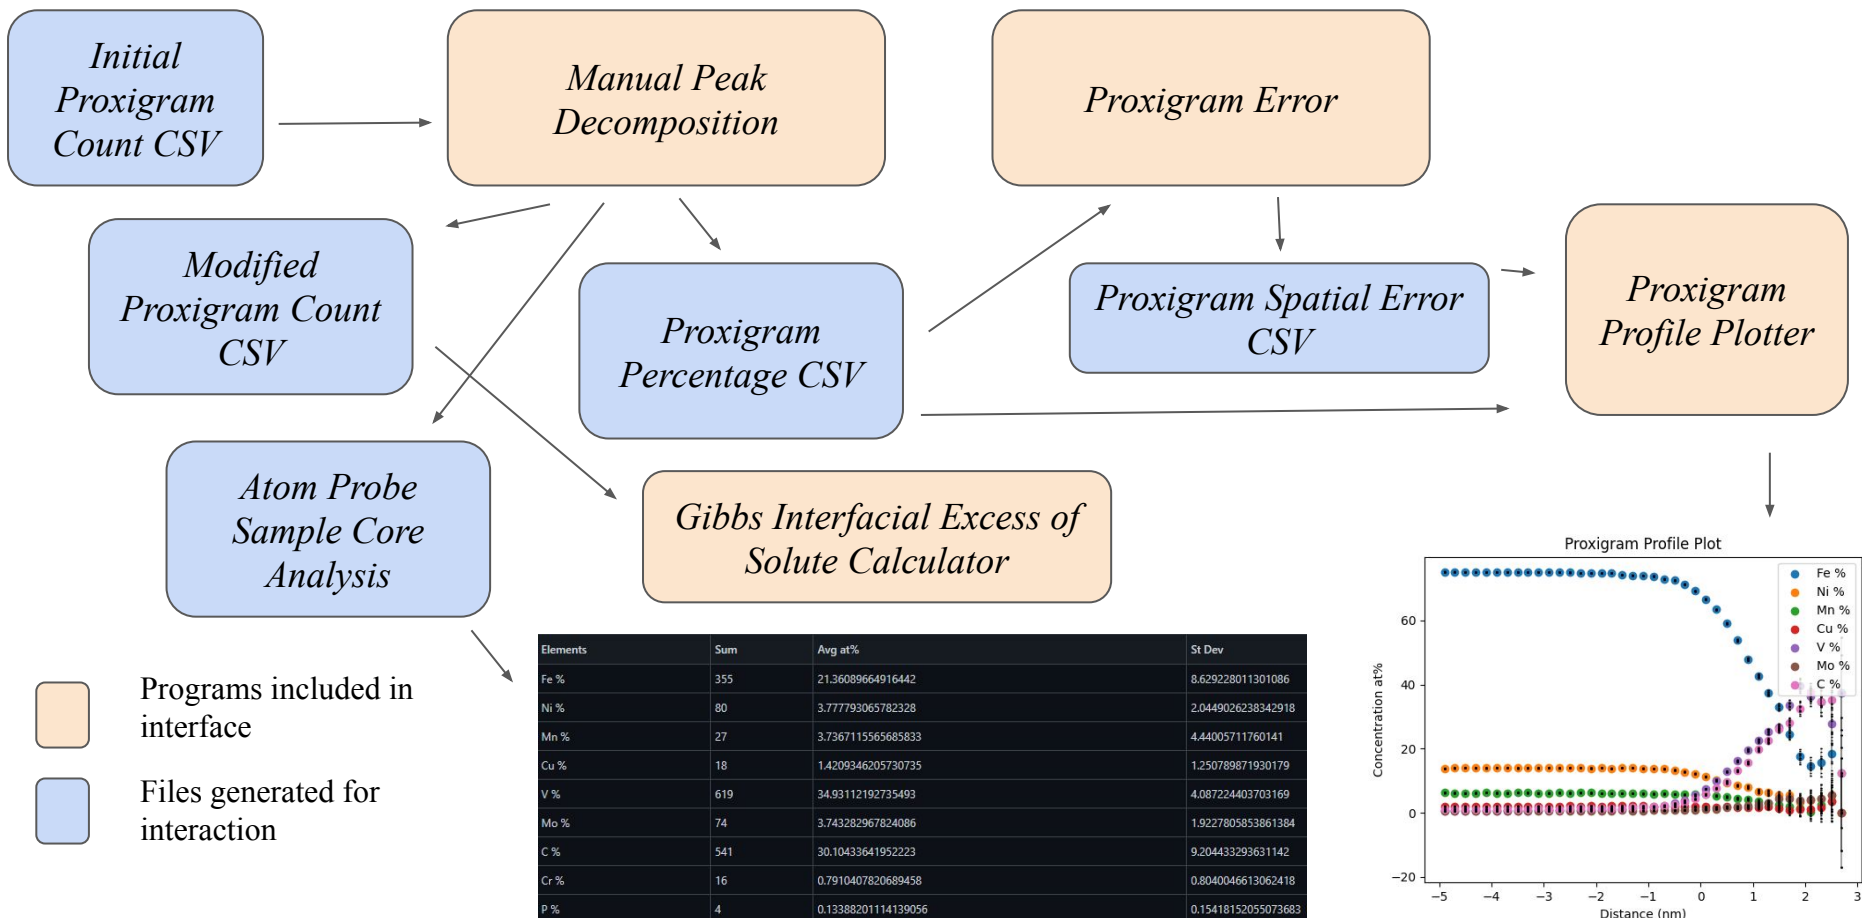 Initial
Proxigram
Count CSV
Manual Peak
Decomposition
Proxigram Error
Modified
Proxigram Count
CSV
Proxigram
Percentage CSV
Proxigram Spatial Error
CSV
Proxigram
Profile Plotter
Atom Probe
Sample Core
Analysis
Gibbs Interfacial Excess of
Solute Calculator
Programs included in
interface
Files generated for
interaction
Elements Sum Avg at% St Dev
Fe % 355 21.36089664916442 8.629228011301086
Ni % 80 3.777793065782328 2.0449026238342918
Mn % 27 3.7367115565685833 4.44005711760141
Cu % 18 1.4209346205730735 1.250789871930179
V % 619 34.93112192735493 4.087224403703169
Mo % 74 3.743282967824086 1.9227805853861384
C % 541 30.10433641952223 9.204433293631142
Cr % 16 0.7910407820689458 0.8040046613062418
P % 4 0.13388201114139056 0.15418152055073683
Proxigram Profile Plot
Fe %
Ni %
Mn %
Cu %
V %
Mo %
C %
Concentration at%
60
40
20
0
−20
−5 −4 −3 −2 −1 0 1 2 3
Distance (nm)